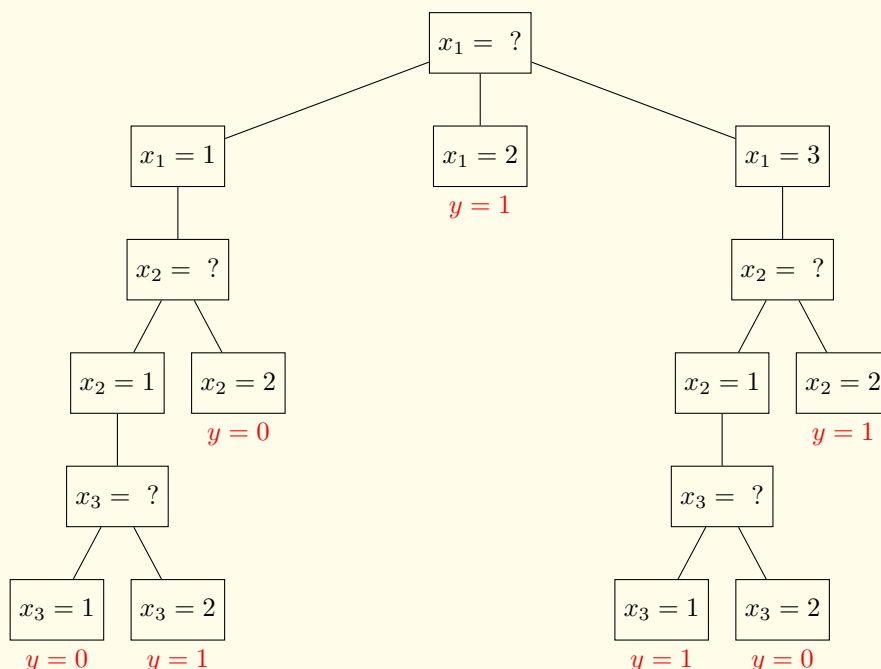 x₁ = ?
x₁ = 1
x₁ = 2
x₁ = 3
y = 1
x₂ = ?
x₂ = ?
x₂ = 1
x₂ = 2
x₂ = 1
x₂ = 2
y = 0
y = 1
x₃ = ?
x₃ = ?
x₃ = 1
x₃ = 2
x₃ = 1
x₃ = 2
y = 0
y = 1
y = 1
y = 0